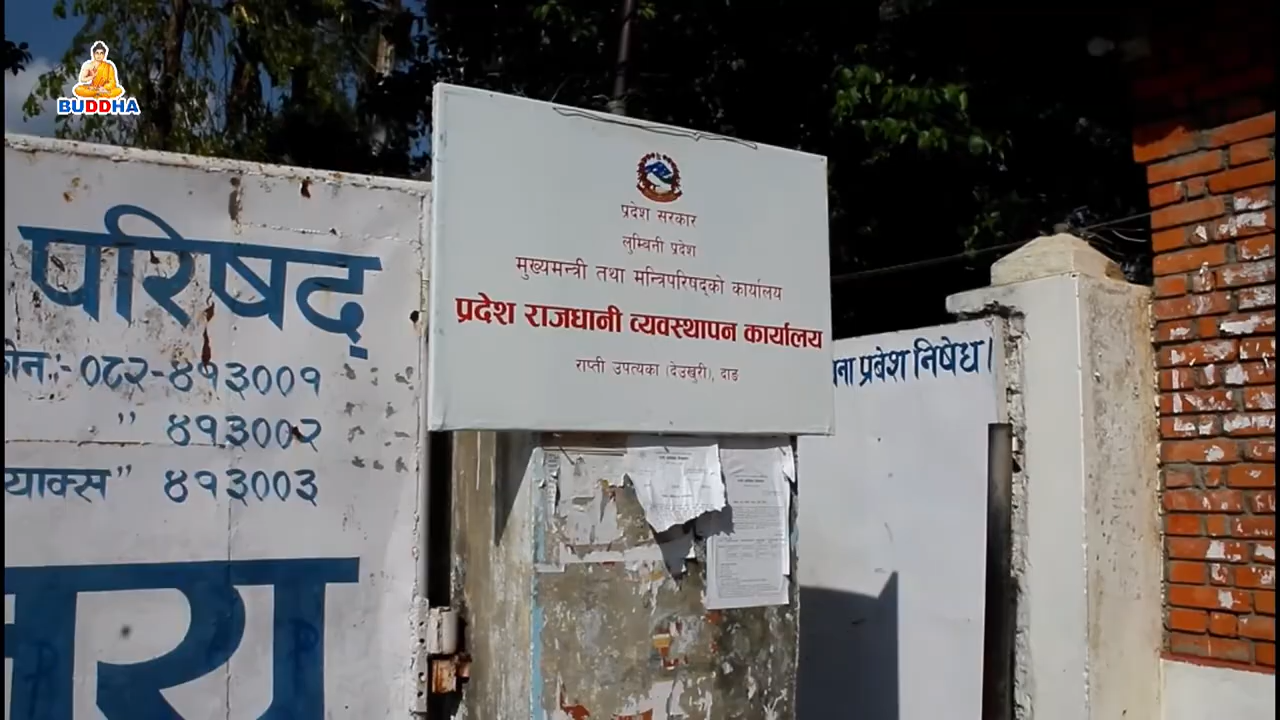 BUDDHA
परिषद्
फोन:- ०८२-४१३००१
" ४१३००२
याक्स" ४१३००३
प्रदेश सरकार
लुम्बिनी प्रदेश
मुख्यमन्त्री तथा मन्त्रिपरिषद्को कार्यालय
प्रदेश राजधानी व्यवस्थापन कार्यालय
राप्ती उपत्यका (देउखुरी), दाङ
प्रबेश निषेध।